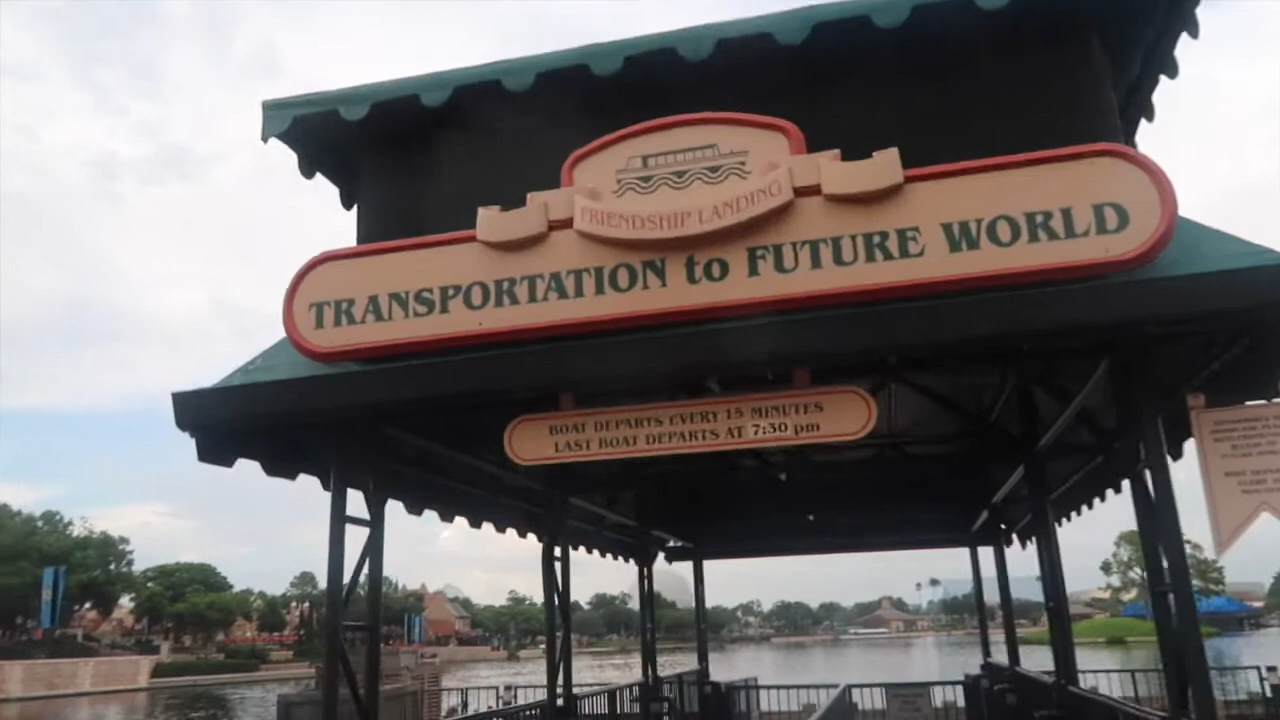 FRIENDSHIP LANDING
TRANSPORTATION to FUTURE WORLD
BOAT DEPARTS EVERY 15 MINUTES
LAST BOAT DEPARTS AT 7:30 pm